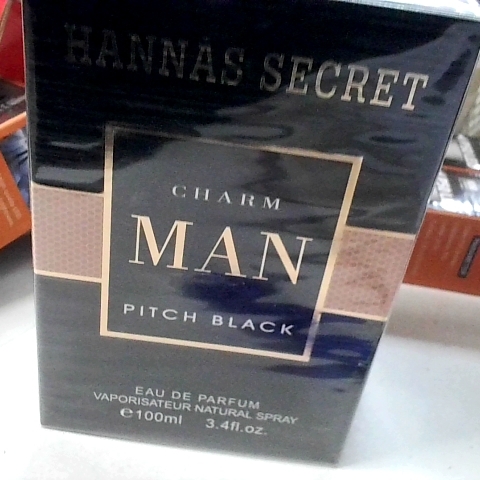 HANNAS SECRET
CHARM
MAN
PITCH BLACK
EAU DE PARFUM
VAPORISATEUR NATURAL SPRAY
℮100ml 3.4fl.oz.